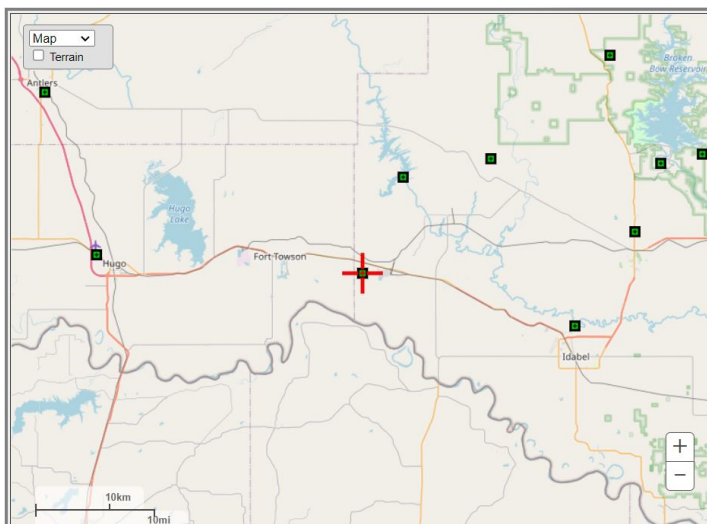 Map
Terrain
Antlers
Broken
Bow Reservoir
Hugo
Lake
Hugo
Fort Towson
Idabel
+
−
10km
10mi